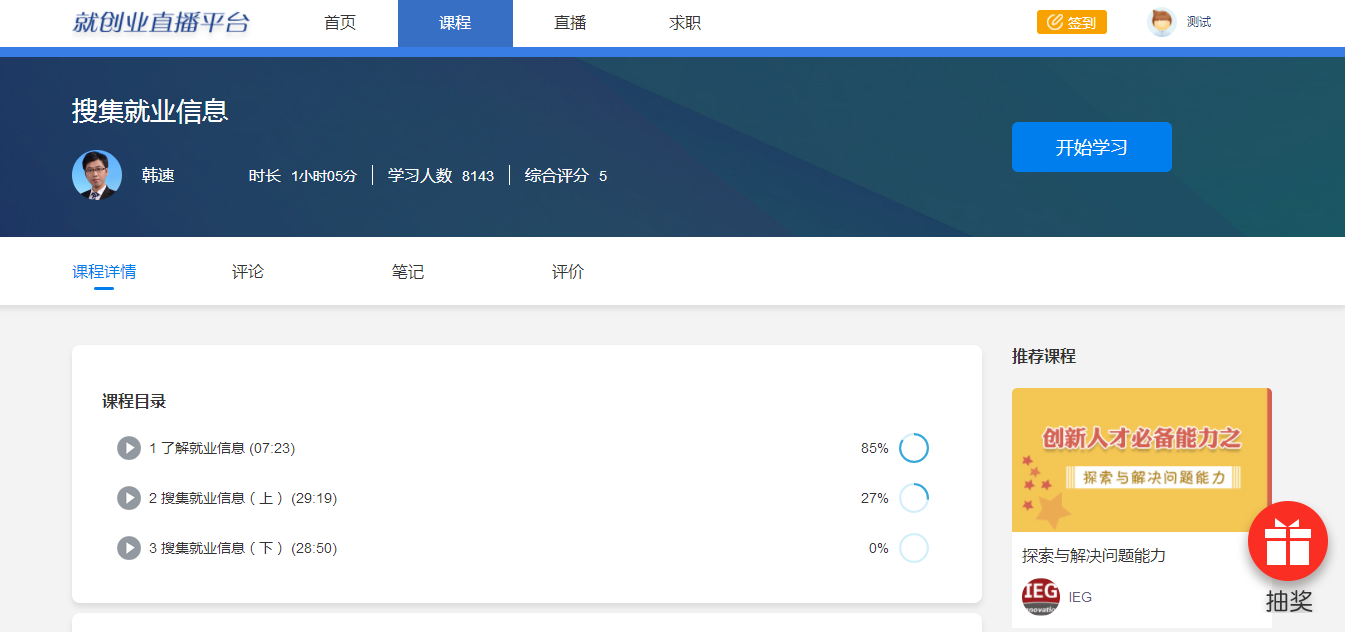 就创业直播平台
首页
课程
直播
求职
签到
测试
搜集就业信息
韩速
时长 1小时05分
学习人数 8143
综合评分 5
开始学习
课程详情
评论
笔记
评价
课程目录
1 了解就业信息 (07:23)
85%
2 搜集就业信息（上）(29:19)
27%
3 搜集就业信息（下）(28:50)
0%
推荐课程
创新人才必备能力之
探索与解决问题能力
探索与解决问题能力
IEG
IEG
抽奖